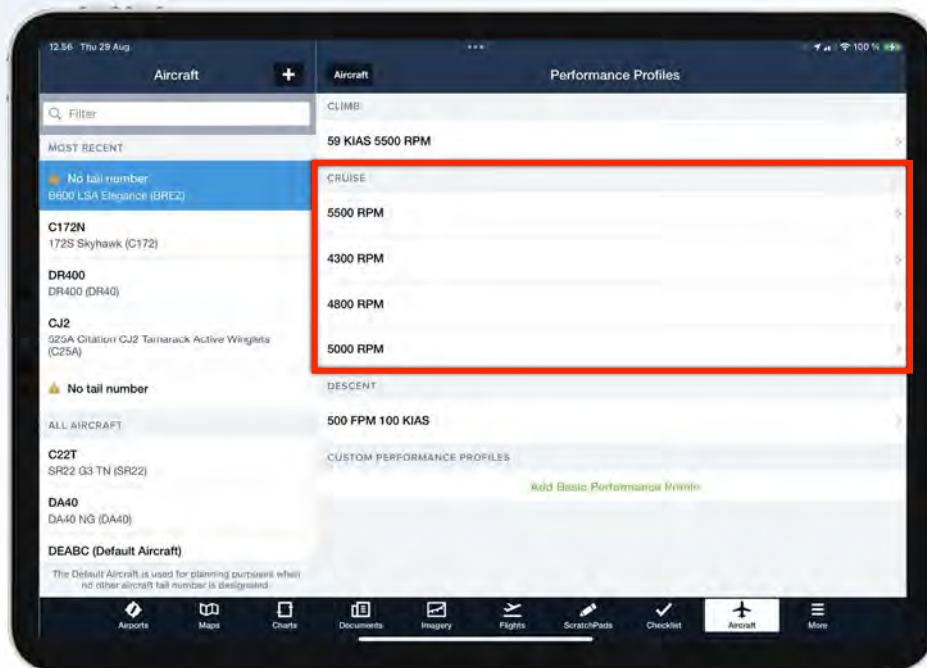 12.56 Thu 29 Aug
100 %
Aircraft
+
Aircraft
Performance Profiles
Filter
CLIMB
MOST RECENT
59 KIAS 5500 RPM
No tail number
B600 LSA Elegance (BREZ)
CRUISE
5500 RPM
C172N
172S Skyhawk (C172)
4300 RPM
DR400
DR400 (DR40)
4800 RPM
CJ2
525A Citation CJ2 Tamarack Active Winglets
(C25A)
5000 RPM
No tail number
DESCENT
ALL AIRCRAFT
500 FPM 100 KIAS
C22T
SR22 G3 TN (SR22)
CUSTOM PERFORMANCE PROFILES
Add Basic Performance Profile
DA40
DA40 NG (DA40)
DEABC (Default Aircraft)
The Default Aircraft is used for planning purposes when
no other aircraft tail number is designated.
Airports
Maps
Charts
Documents
Imagery
Flights
ScratchPads
Checklist
Aircraft
More